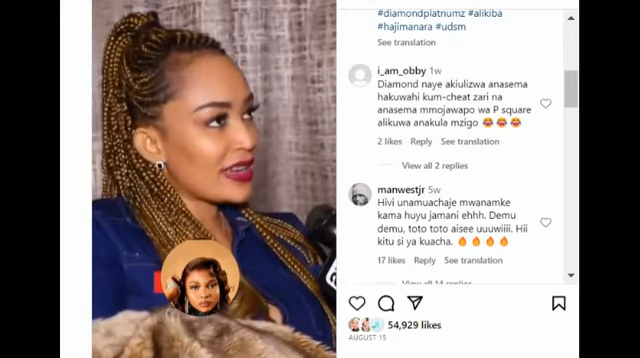 #diamondplatnumz #alikiba
#hajimanara #udsm
See translation
i_am_obby 1w
Diamond naye akiulizwa anasema
hakuwahi kum-cheat zari na
anasema mmojawapo wa P square
alikuwa anakula mzigo 😂😂😂
2 likes Reply See translation
View all 2 replies
manwestjr 5w
Hivi unamuachaje mwanamke
kama huyu jamani ehhh. Demu
demu, toto toto aisee uuuwiiii. Hii
kitu si ya kuacha. 🔥🔥🔥🔥
17 likes Reply See translation
View all 14 replies
54,929 likes
AUGUST 15